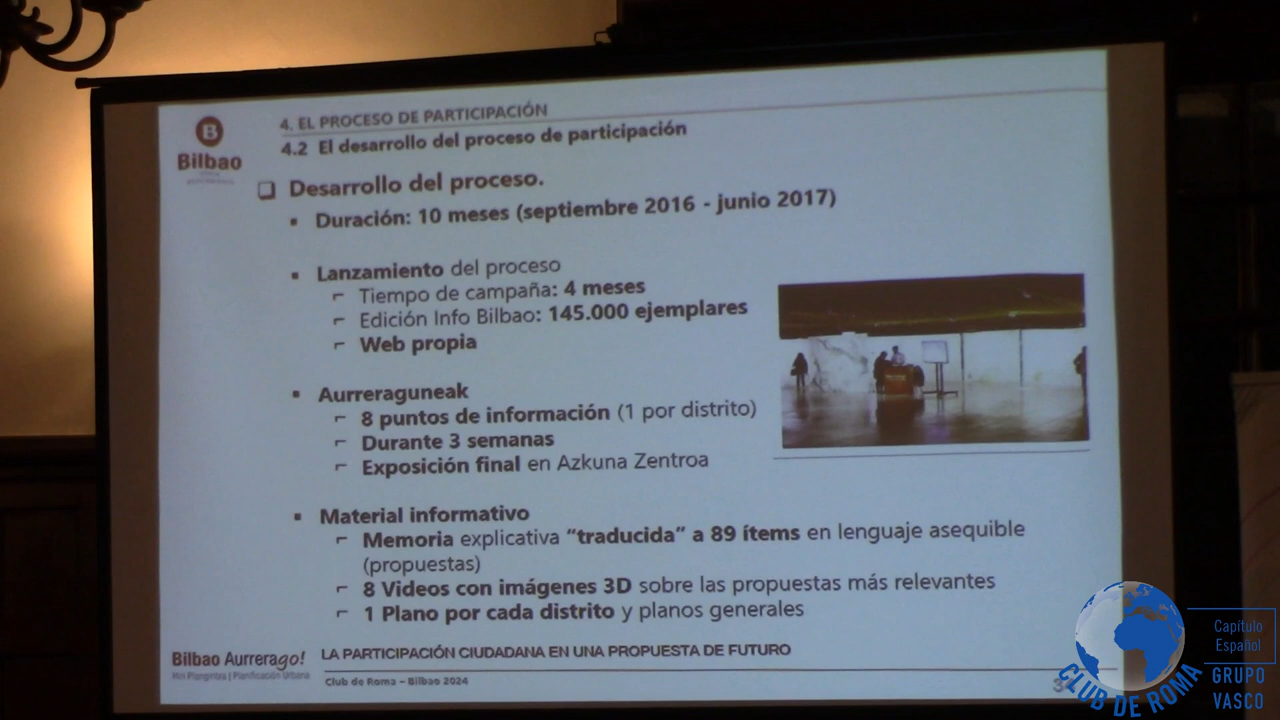 B
Bilbao
4. EL PROCESO DE PARTICIPACIÓN
4.2 El desarrollo del proceso de participación
❑ Desarrollo del proceso.
▪ Duración: 10 meses (septiembre 2016 - junio 2017)
▪ Lanzamiento del proceso
⌐ Tiempo de campaña: 4 meses
⌐ Edición Info Bilbao: 145.000 ejemplares
⌐ Web propia
▪ Aurreraguneak
⌐ 8 puntos de información (1 por distrito)
⌐ Durante 3 semanas
⌐ Exposición final en Azkuna Zentroa
▪ Material informativo
⌐ Memoria explicativa “traducida” a 89 ítems en lenguaje asequible
(propuestas)
⌐ 8 Videos con imágenes 3D sobre las propuestas más relevantes
⌐ 1 Plano por cada distrito y planos generales
Bilbao Aurrerago!
Hiri Plangintza | Planificación Urbana
LA PARTICIPACIÓN CIUDADANA EN UNA PROPUESTA DE FUTURO
Club de Roma – Bilbao 2024
CLUB DE ROMA
Capítulo
Español
GRUPO
VASCO